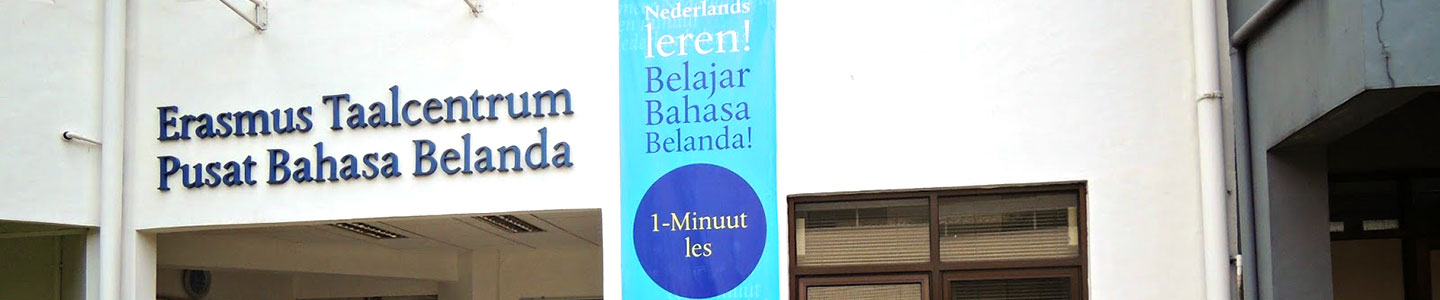 Erasmus Taalcentrum
Pusat Bahasa Belanda
Nederlands
leren!
Belajar
Bahasa
Belanda!
1-Minuut
les